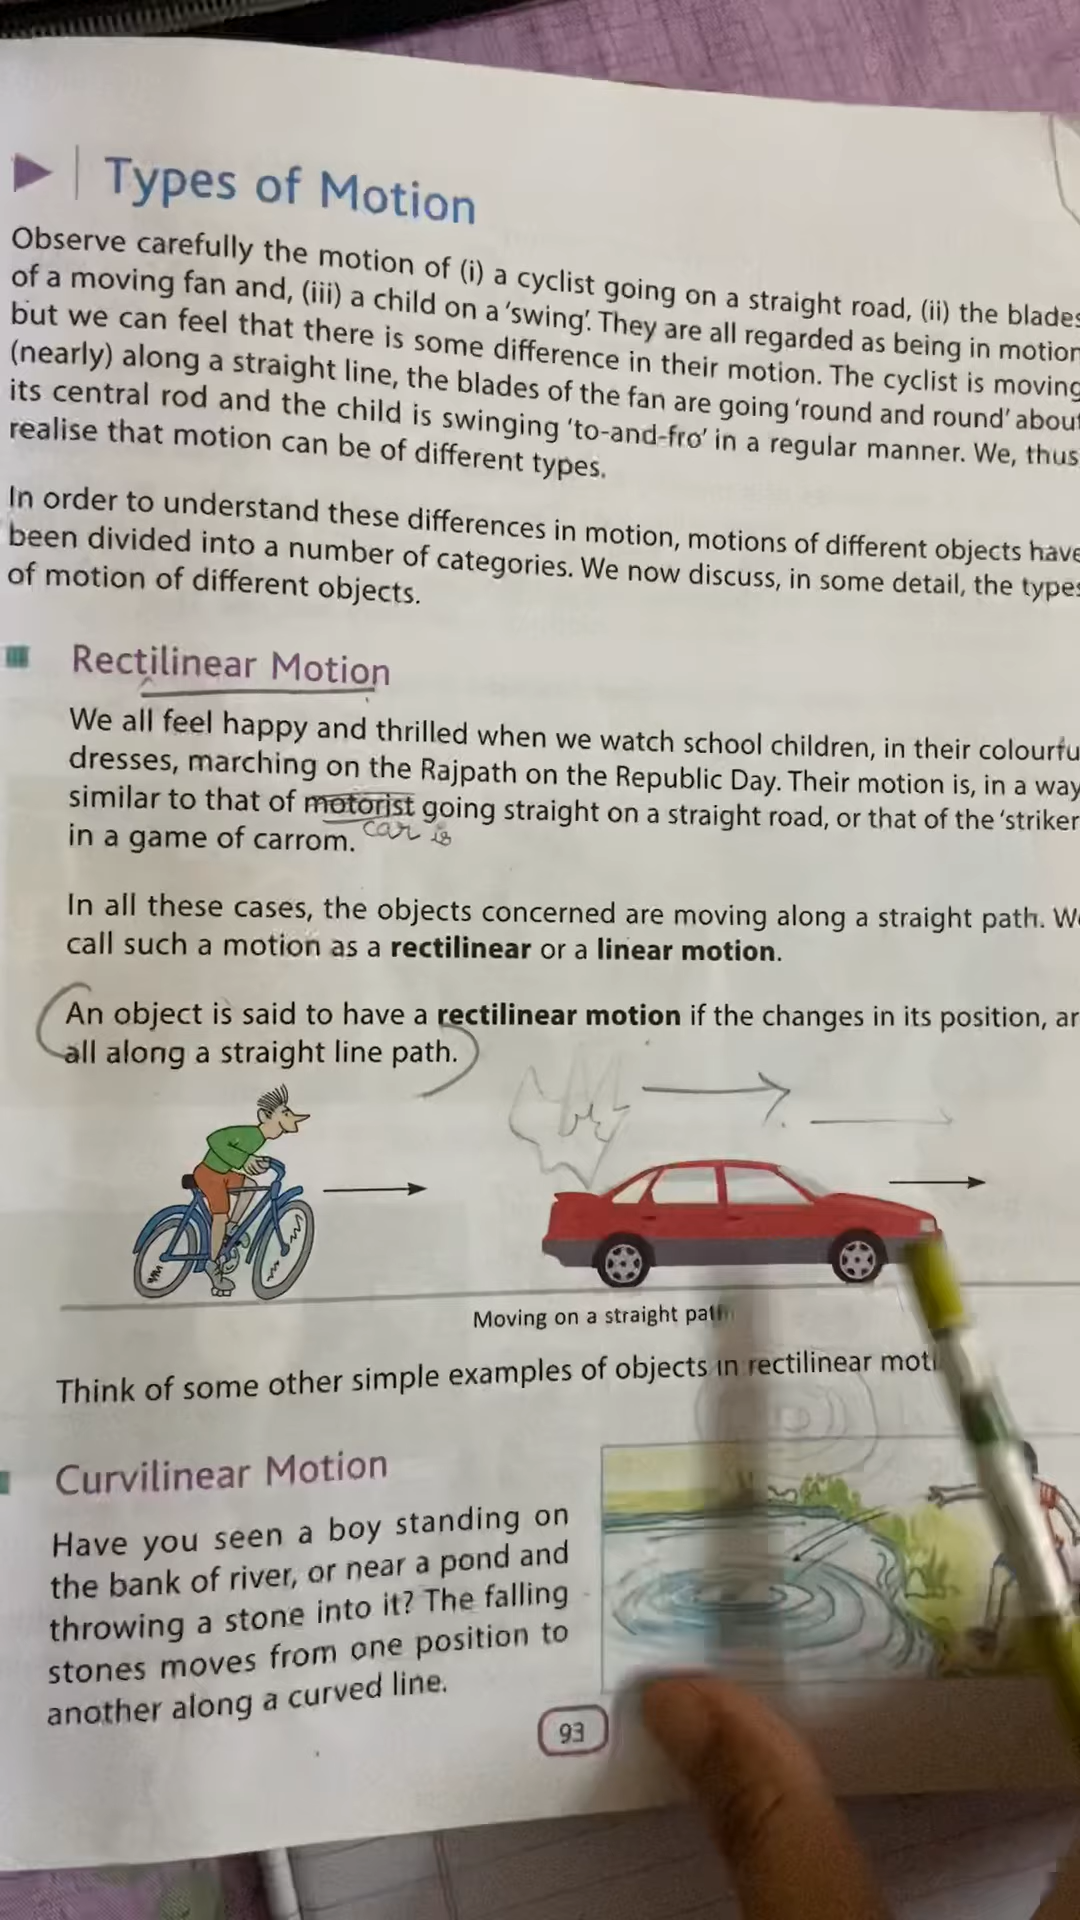 Types of Motion
Observe carefully the motion of (i) a cyclist going on a straight road, (ii) the blades
of a moving fan and, (iii) a child on a 'swing'. They are all regarded as being in motion
but we can feel that there is some difference in their motion. The cyclist is moving
(nearly) along a straight line, the blades of the fan are going 'round and round' about
its central rod and the child is swinging 'to-and-fro' in a regular manner. We, thus
realise that motion can be of different types.
In order to understand these differences in motion, motions of different objects have
been divided into a number of categories. We now discuss, in some detail, the types
of motion of different objects.
Rectilinear Motion
We all feel happy and thrilled when we watch school children, in their colourfu
dresses, marching on the Rajpath on the Republic Day. Their motion is, in a way
similar to that of motorist going straight on a straight road, or that of the 'striker
car is
in a game of carrom.
In all these cases, the objects concerned are moving along a straight path. We
call such a motion as a rectilinear or a linear motion.
An object is said to have a rectilinear motion if the changes in its position, ar
all along a straight line path.
Moving on a straight path
Think of some other simple examples of objects in rectilinear moti
Curvilinear Motion
Have you seen a boy standing on
the bank of river, or near a pond and
throwing a stone into it? The falling
stones moves from one position to
another along a curved line.
93